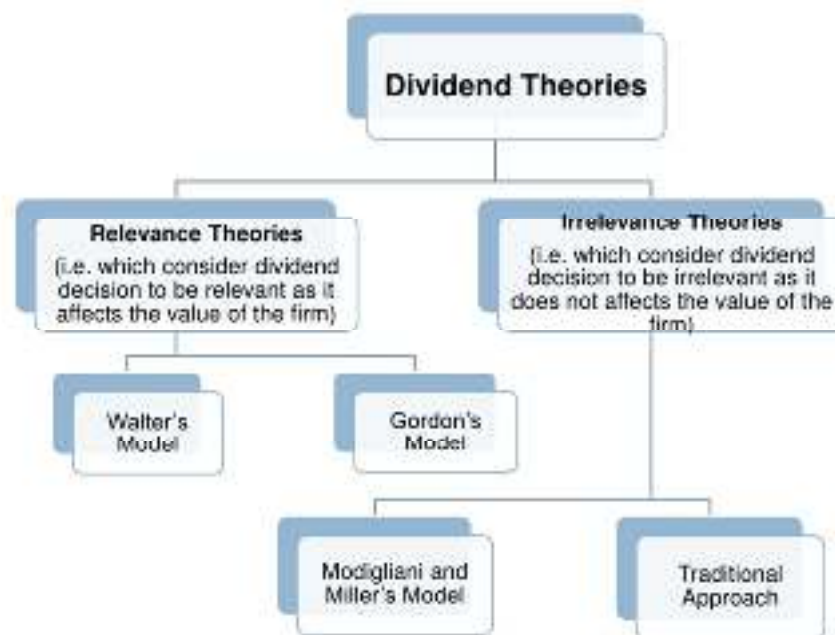 Dividend Theories
Relevance Theories
(i.e. which consider dividend
decision to be relevant as it
affects the value of the firm)
Irrelevance Theories
(i.e. which consider dividend
decision to be irrelevant as it
does not affects the value of the
firm)
Walter's
Model
Gordon's
Model
Modigliani and
Miller's Model
Traditional
Approach